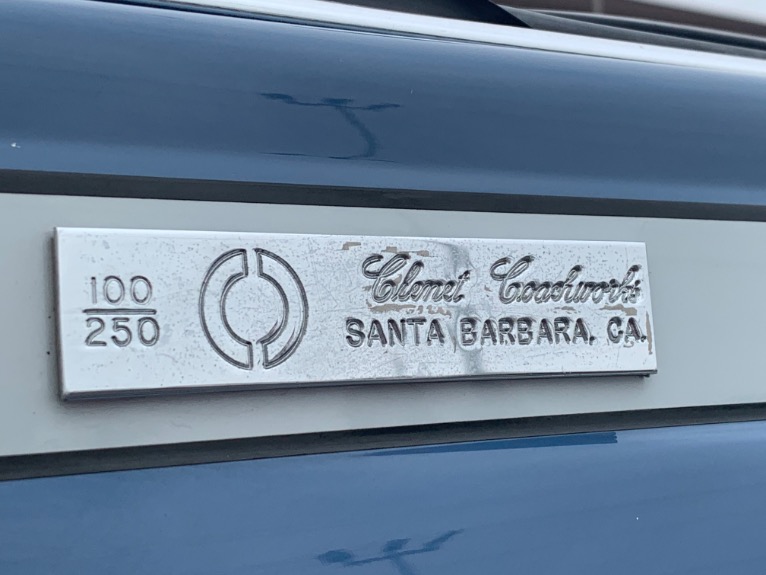 100
250
Clenet Coachworks
SANTA BARBARA, CA.